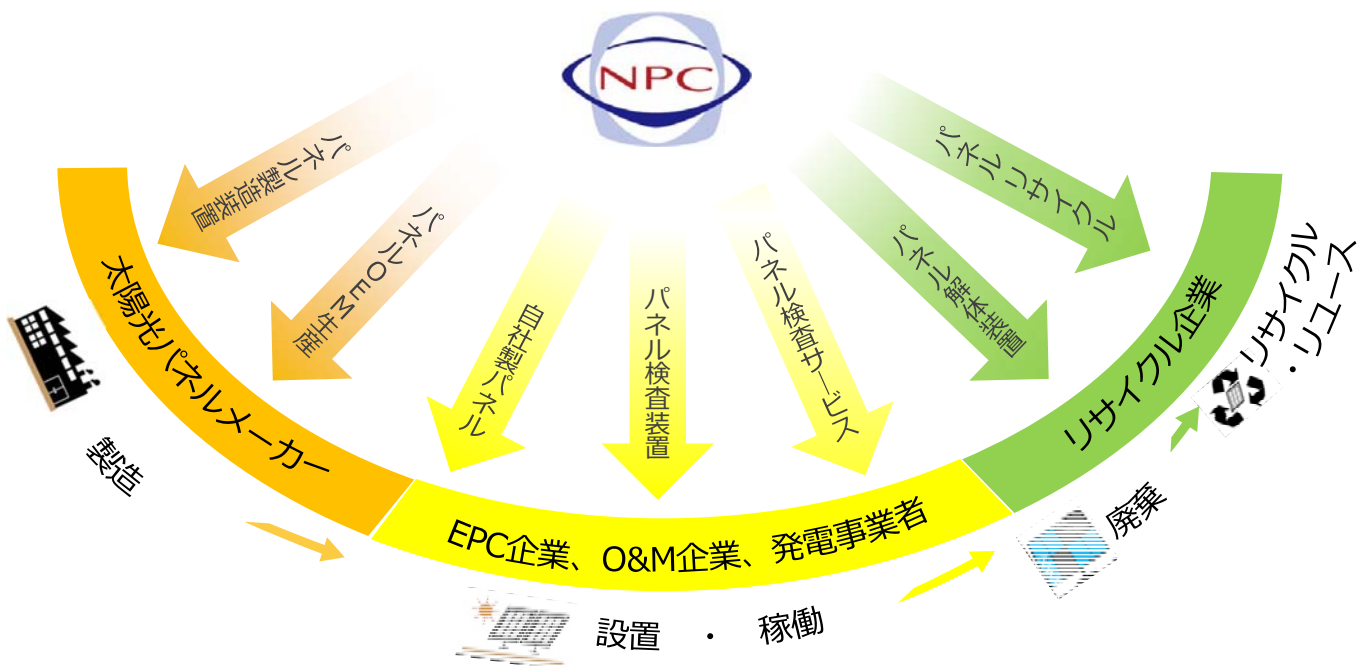 NPC
パネル製造装置
パネルOEM生産
自社製パネル
パネル検査装置
パネル検査サービス
パネル解体装置
パネルリサイクル
太陽光パネルメーカー
EPC企業、O&M企業、発電事業者
リサイクル企業
製造
設置 ・ 稼働
廃棄
リサイクル
・リユース